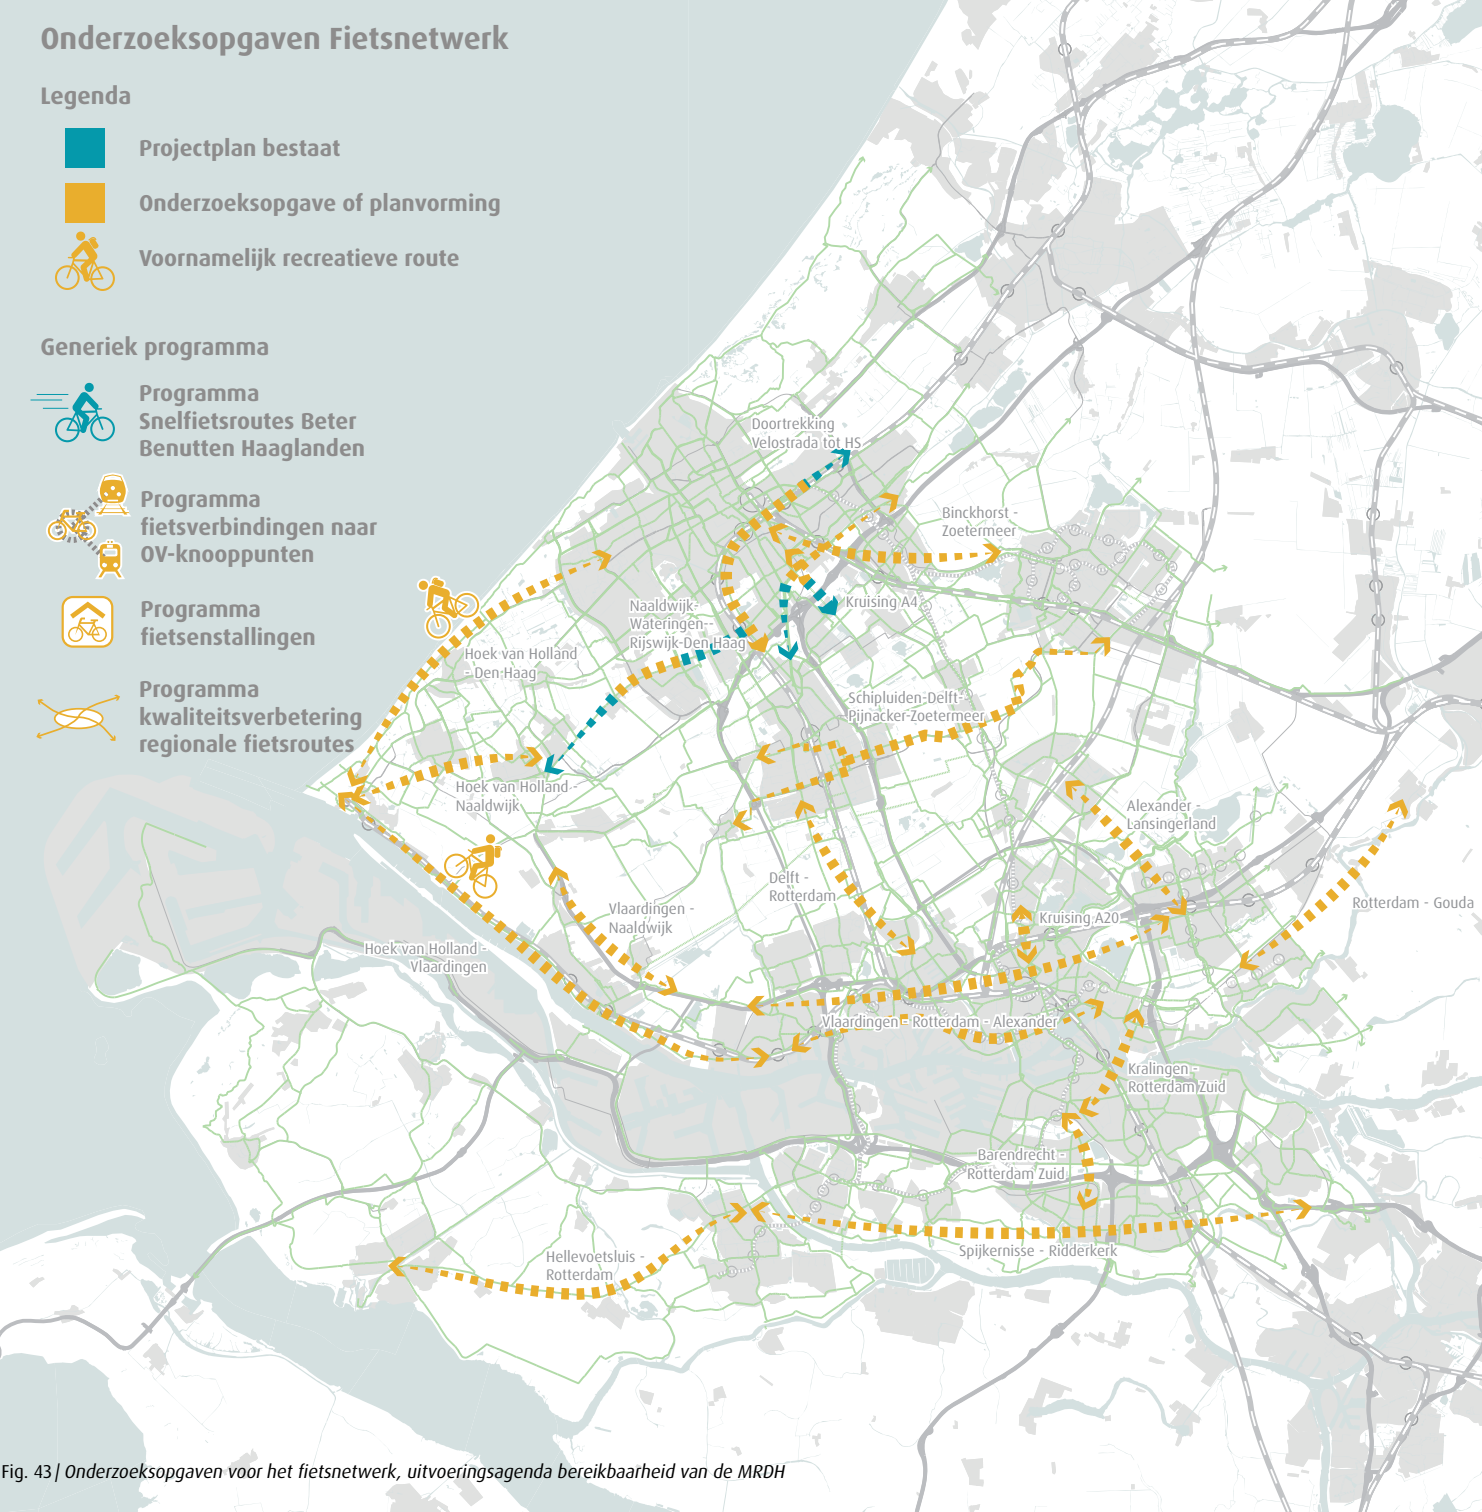 Onderzoeksopgaven Fietsnetwerk
Legenda
Projectplan bestaat
Onderzoeksopgave of planvorming
Voornamelijk recreatieve route
Generiek programma
Programma
Snelfietsroutes Beter
Benutten Haaglanden
Programma
fietsverbindingen naar
OV-knooppunten
Programma
fietsenstallingen
Programma
kwaliteitsverbetering
regionale fietsroutes
Doortrekking
Velostrada tot HS
Binckhorst -
Zoetermeer
Naaldwijk-
Wateringen--
Rijswijk-Den Haag
Kruising A4
Hoek van Holland
- Den Haag
Schipluiden-Delft-
Pijnacker-Zoetermeer
Hoek van Holland -
Naaldwijk
Alexander -
Lansingerland
Delft -
Rotterdam
Vlaardingen -
Naaldwijk
Kruising A20
Rotterdam - Gouda
Hoek van Holland -
Vlaardingen
Vlaardingen - Rotterdam - Alexander
Kralingen -
Rotterdam Zuid
Barendrecht -
Rotterdam Zuid
Spijkernisse - Ridderkerk
Hellevoetsluis -
Rotterdam
Fig. 43 / Onderzoeksopgaven voor het fietsnetwerk, uitvoeringsagenda bereikbaarheid van de MRDH